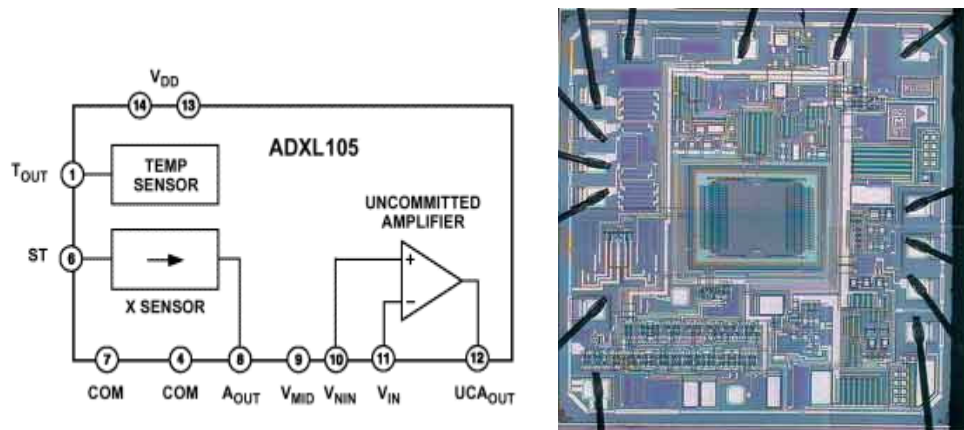 V_DD
14 13
ADXL105
T_OUT 1 TEMP
SENSOR
UNCOMMITTED
AMPLIFIER
ST 6
X SENSOR
+
−
7 4 8 9 10 11 12
COM COM A_OUT V_MID V_NIN V_IN UCA_OUT